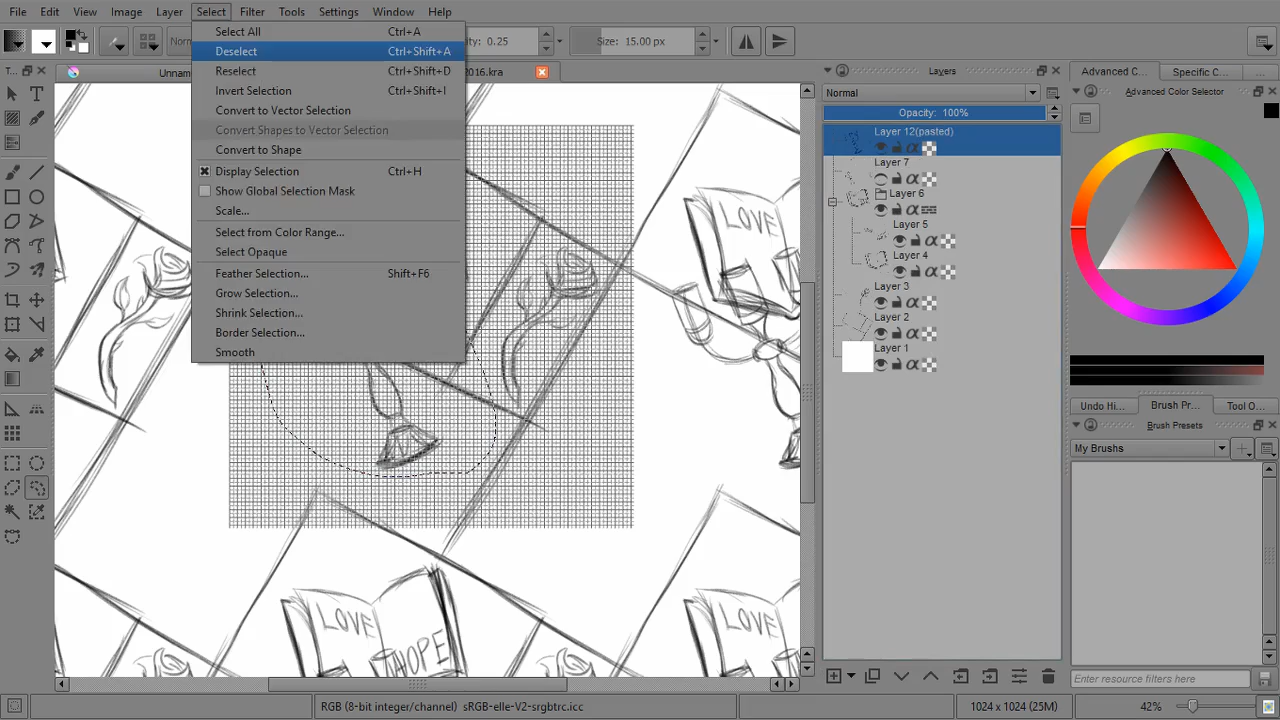 File Edit View Image Layer Select Filter Tools Settings Window Help
Select All Ctrl+A
Deselect Ctrl+Shift+A
Reselect Ctrl+Shift+D
Invert Selection Ctrl+Shift+I
Convert to Vector Selection
Convert Shapes to Vector Selection
Convert to Shape
Display Selection Ctrl+H
Show Global Selection Mask
Scale...
Select from Color Range...
Select Opaque
Feather Selection... Shift+F6
Grow Selection...
Shrink Selection...
Border Selection...
Smooth
Norm
0.25
Size: 15.00 px
T...
Unnam
2016.kra
LOVE
LOVE
HOPE
LOVE
Layers
Normal
Opacity: 100%
Layer 12(pasted)
Layer 7
Layer 6
Layer 5
Layer 4
Layer 3
Layer 2
Layer 1
Advanced C... Specific C... ...
Advanced Color Selector
Undo Hi... Brush Pr... Tool O...
Brush Presets
My Brushes
Enter resource filters here
RGB (8-bit integer/channel) sRGB-elle-V2-srgbtrc.icc
1024 x 1024 (25M)
42%